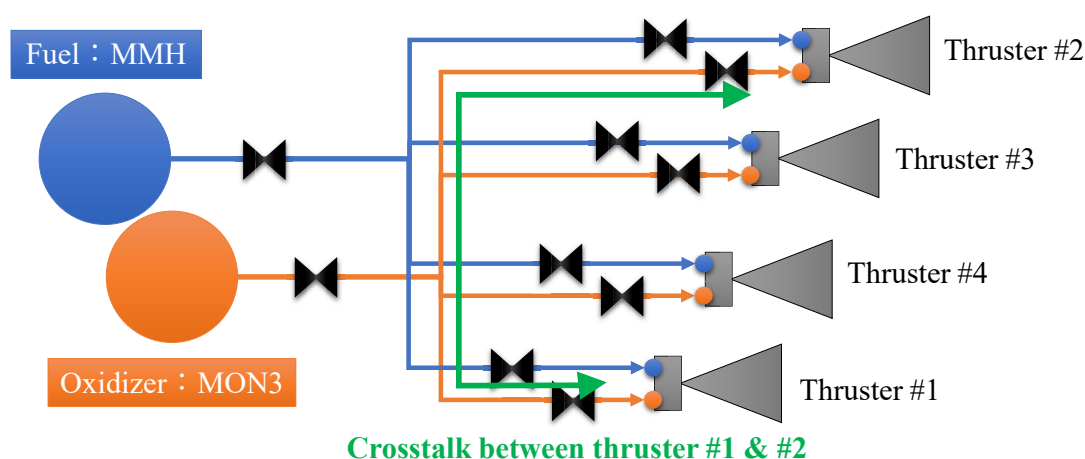 Fuel：MMH
Thruster #2
Thruster #3
Thruster #4
Oxidizer：MON3
Thruster #1
Crosstalk between thruster #1 & #2